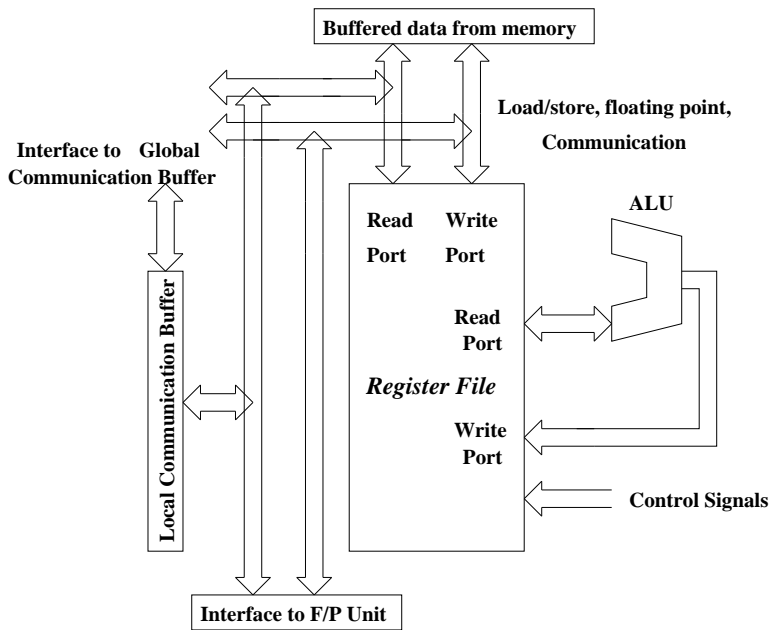 Buffered data from memory
Load/store, floating point,
Communication
Interface to Global
Communication Buffer
Read Write
Port Port
ALU
Read
Port
Register File
Write
Port
Local Communication Buffer
Control Signals
Interface to F/P Unit